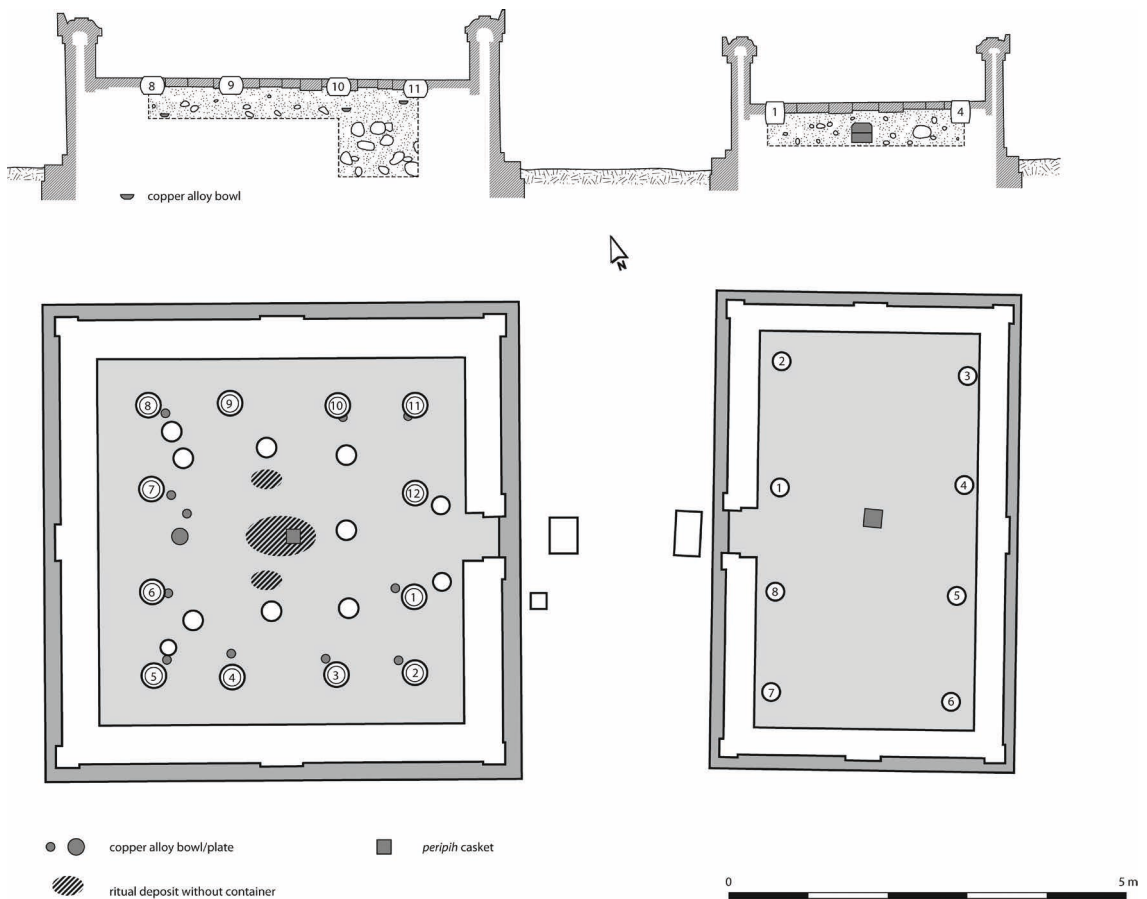 8 9 10 11
1 4
copper alloy bowl
N
8 9 10 11
7 12
6 1
5 4 3 2
2 3
1 4
8 5
7 6
copper alloy bowl/plate
peripih casket
ritual deposit without container
0 5 m